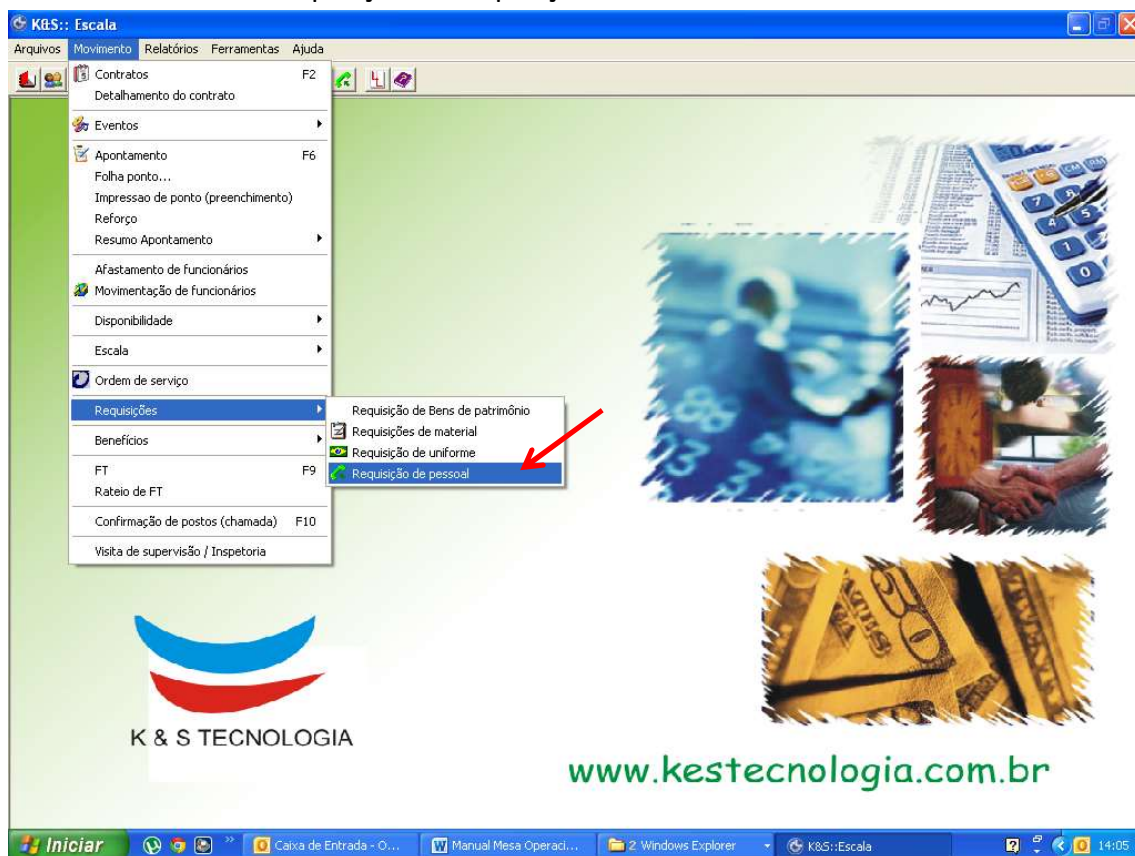 K&S:: Escala
Arquivos Movimento Relatórios Ferramentas Ajuda
Contratos F2
Detalhamento do contrato
Eventos
Apontamento F6
Folha ponto...
Impressao de ponto (preenchimento)
Reforço
Resumo Apontamento
Afastamento de funcionários
Movimentação de funcionários
Disponibilidade
Escala
Ordem de serviço
Requisições
Requisição de Bens de patrimônio
Requisições de material
Requisição de uniforme
Requisição de pessoal
Benefícios
FT F9
Rateio de FT
Confirmação de postos (chamada) F10
Visita de supervisão / Inspetoria
K & S TECNOLOGIA
www.kestecnologia.com.br
Iniciar
Caixa de Entrada - O...
Manual Mesa Operaci...
2 Windows Explorer
K&S::Escala
14:05